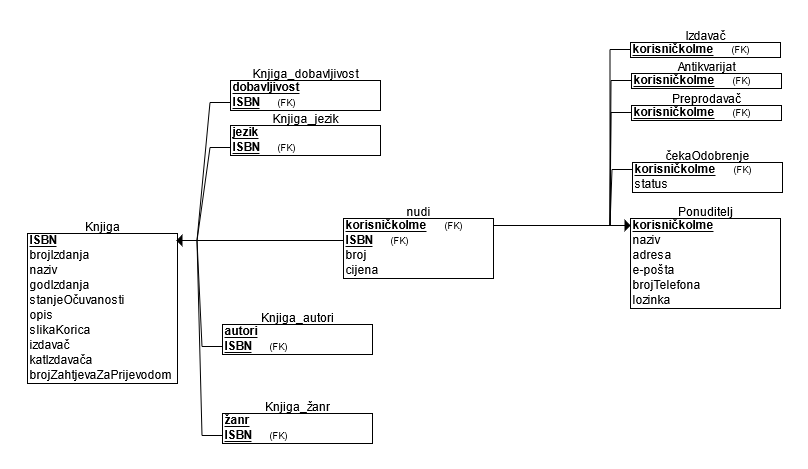 Knjiga_dobavljivost
dobavljivost
ISBN (FK)
Knjiga_jezik
jezik
ISBN (FK)
Knjiga
ISBN
brojIzdanja
naziv
godIzdanja
stanjeOčuvanosti
opis
slikaKorica
izdavač
katIzdavača
brojZahtjevaZaPrijevodom
Knjiga_autori
autori
ISBN (FK)
Knjiga_žanr
žanr
ISBN (FK)
nudi
korisničkoIme (FK)
ISBN (FK)
broj
cijena
Izdavač
korisničkoIme (FK)
Antikvarijat
korisničkoIme (FK)
Preprodavač
korisničkoIme (FK)
čekaOdobrenje
korisničkoIme (FK)
status
Ponuditelj
korisničkoIme
naziv
adresa
e-pošta
brojTelefona
lozinka